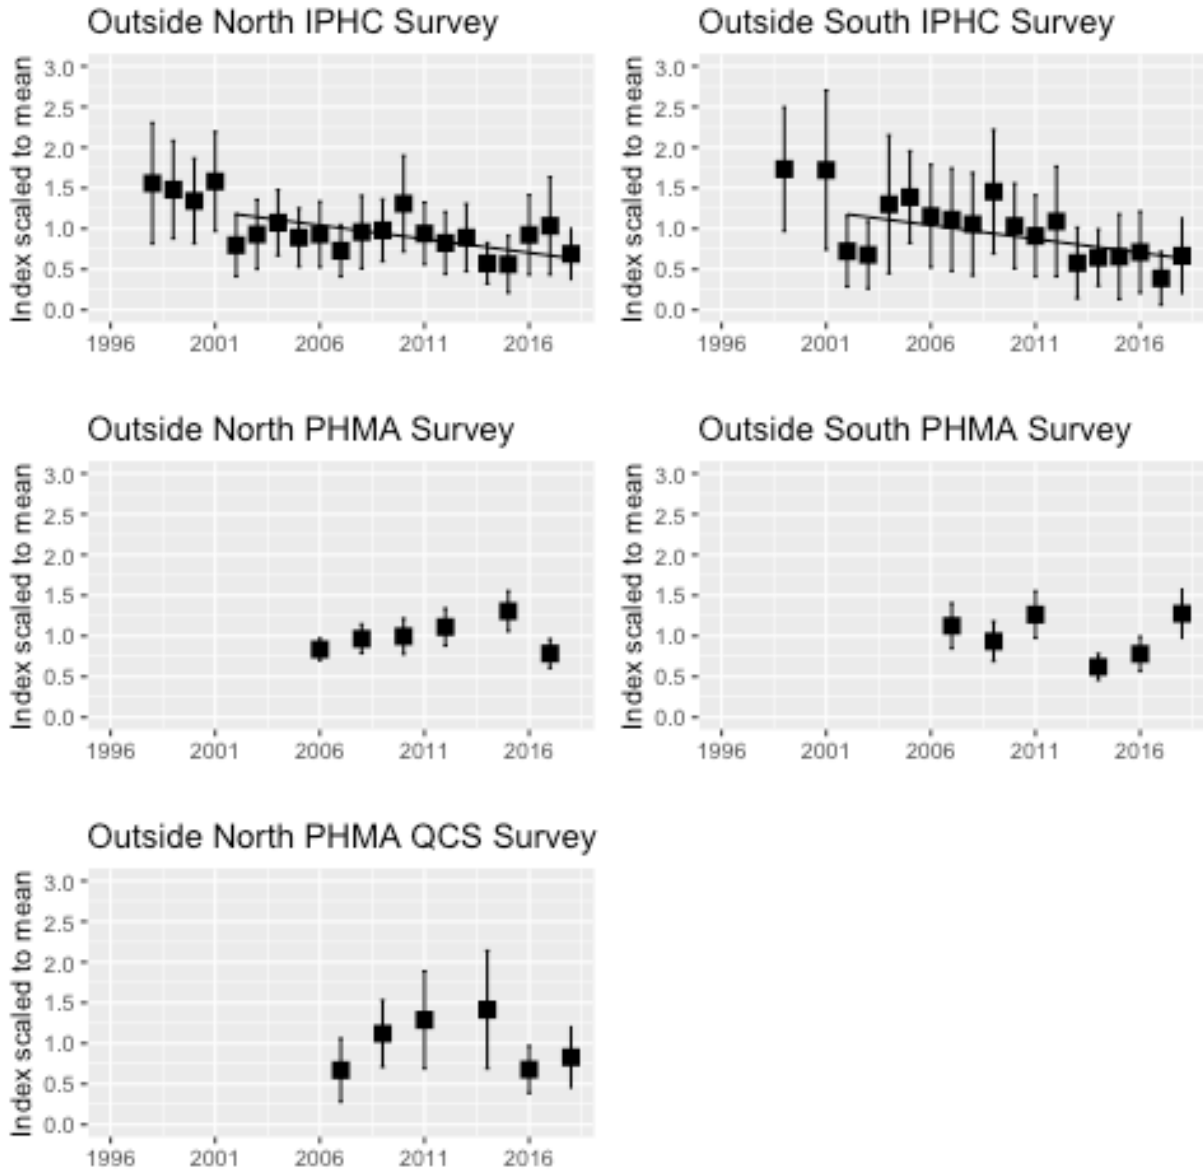 Outside North IPHC Survey
Index scaled to mean
3.0
2.5
2.0
1.5
1.0
0.5
0.0
1996 2001 2006 2011 2016
Outside South IPHC Survey
Index scaled to mean
3.0
2.5
2.0
1.5
1.0
0.5
0.0
1996 2001 2006 2011 2016
Outside North PHMA Survey
Index scaled to mean
3.0
2.5
2.0
1.5
1.0
0.5
0.0
1996 2001 2006 2011 2016
Outside South PHMA Survey
Index scaled to mean
3.0
2.5
2.0
1.5
1.0
0.5
0.0
1996 2001 2006 2011 2016
Outside North PHMA QCS Survey
Index scaled to mean
3.0
2.5
2.0
1.5
1.0
0.5
0.0
1996 2001 2006 2011 2016